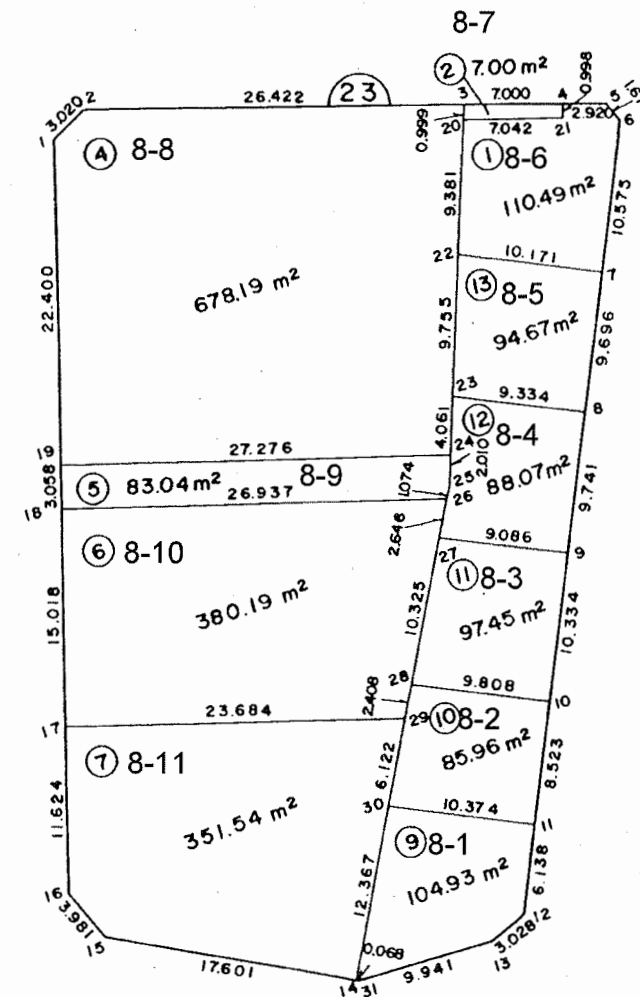 8-7
② 7.00 m²
0.998
3 7.000 4 5
3.020 2 26.422 23
1
2.920 6
20 7.042 21
0.999
④ 8-8
① 8-6
110.49 m²
9.381
10.575
22 10.171 7
⑬ 8-5
22.400
678.19 m²
94.67 m²
9.755
9.696
23 9.334 8
⑫ 8-4
4.061
24
2.010
19 27.276
3.058
⑤ 83.04 m² 8-9
1.074
25
88.07 m²
9.741
18 26.937 26
⑥ 8-10
2.646
9.086 9
27
⑪ 8-3
15.018
380.19 m²
10.325
97.45 m²
10.334
28 9.808 10
2.408
23.684 29
17
⑩ 8-2
⑦ 8-11
85.96 m²
8.523
6.122
11.624
30 10.374 11
351.54 m²
⑨ 8-1
104.93 m²
12.367
6.138
16
3.981
15
12
3.028
13
17.601
0.068
14 31 9.941